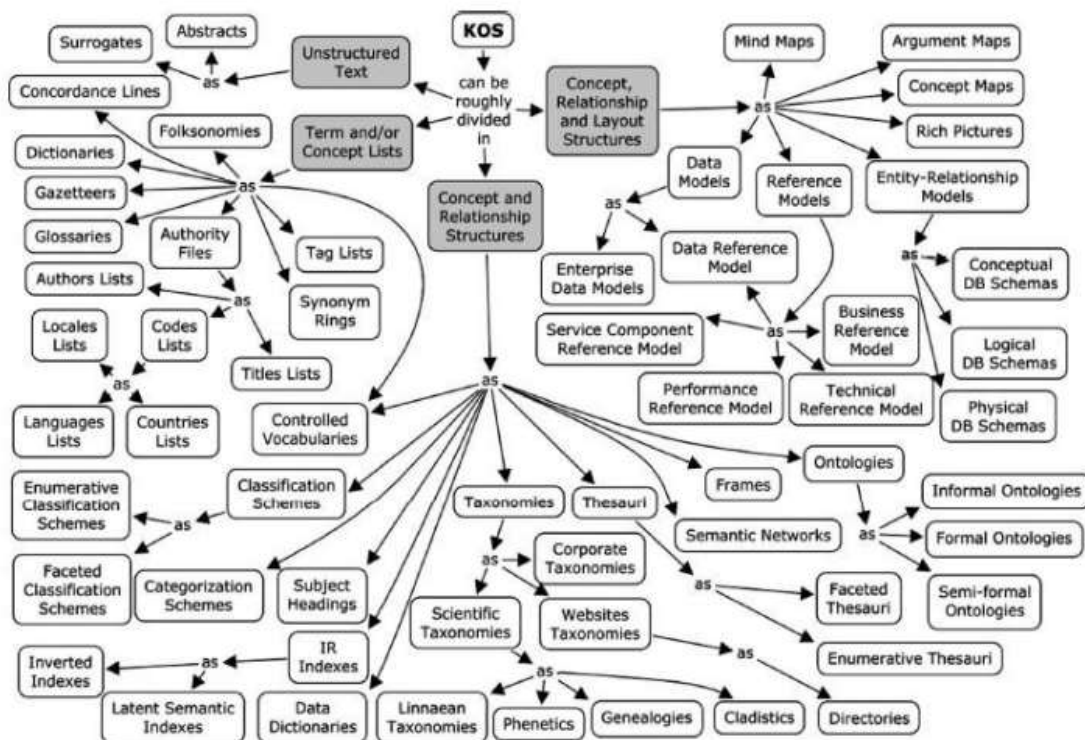 KOS
can be
roughly
divided
in
Unstructured
Text
as
Surrogates
Abstracts
Term and/or
Concept Lists
as
Concordance Lines
Folksonomies
Dictionaries
Gazetteers
Glossaries
Authority
Files
Tag Lists
Synonym
Rings
as
Authors Lists
Codes
Lists
Titles Lists
as
Locales
Lists
Languages
Lists
Countries
Lists
Controlled
Vocabularies
Concept,
Relationship
and Layout
Structures
as
Mind Maps
Argument Maps
Concept Maps
Rich Pictures
Data
Models
Reference
Models
Entity-Relationship
Models
as
Enterprise
Data Models
Data Reference
Model
as
Service Component
Reference Model
Business
Reference
Model
Performance
Reference Model
Technical
Reference Model
as
Conceptual
DB Schemas
Logical
DB Schemas
Physical
DB Schemas
Concept and
Relationship
Structures
as
Classification
Schemes
as
Enumerative
Classification
Schemes
Faceted
Classification
Schemes
Categorization
Schemes
Subject
Headings
IR
Indexes
as
Inverted
Indexes
Latent Semantic
Indexes
Data
Dictionaries
Taxonomies
as
Corporate
Taxonomies
Scientific
Taxonomies
Websites
Taxonomies
as
Linnaean
Taxonomies
Phenetics
Genealogies
Cladistics
as
Directories
Thesauri
as
Faceted
Thesauri
Enumerative Thesauri
Semantic Networks
Frames
Ontologies
as
Informal Ontologies
Formal Ontologies
Semi-formal
Ontologies